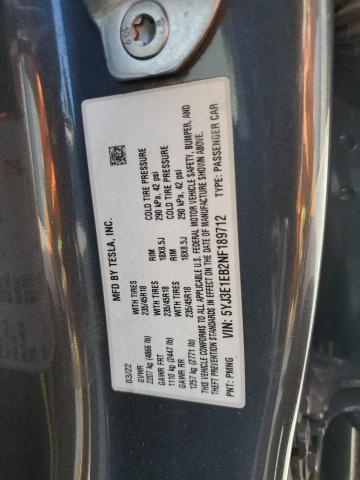 MFD BY TESLA, INC.
03/22
GVWR WITH TIRES RIM COLD TIRE PRESSURE
2207 kg (4866 lb) 235/45R18 18X8.5J 290 kPa, 42 psi
GAWR FRT WITH TIRES RIM COLD TIRE PRESSURE
1110 kg (2447 lb) 235/45R18 18X8.5J 290 kPa, 42 psi
GAWR RR
1257 kg (2771 lb)
THIS VEHICLE CONFORMS TO ALL APPLICABLE U.S. FEDERAL MOTOR VEHICLE SAFETY, BUMPER, AND
THEFT PREVENTION STANDARDS IN EFFECT ON THE DATE OF MANUFACTURE SHOWN ABOVE.
VIN: 5YJ3E1EB2NF189712 TYPE: PASSENGER CAR
PNT: PMNG